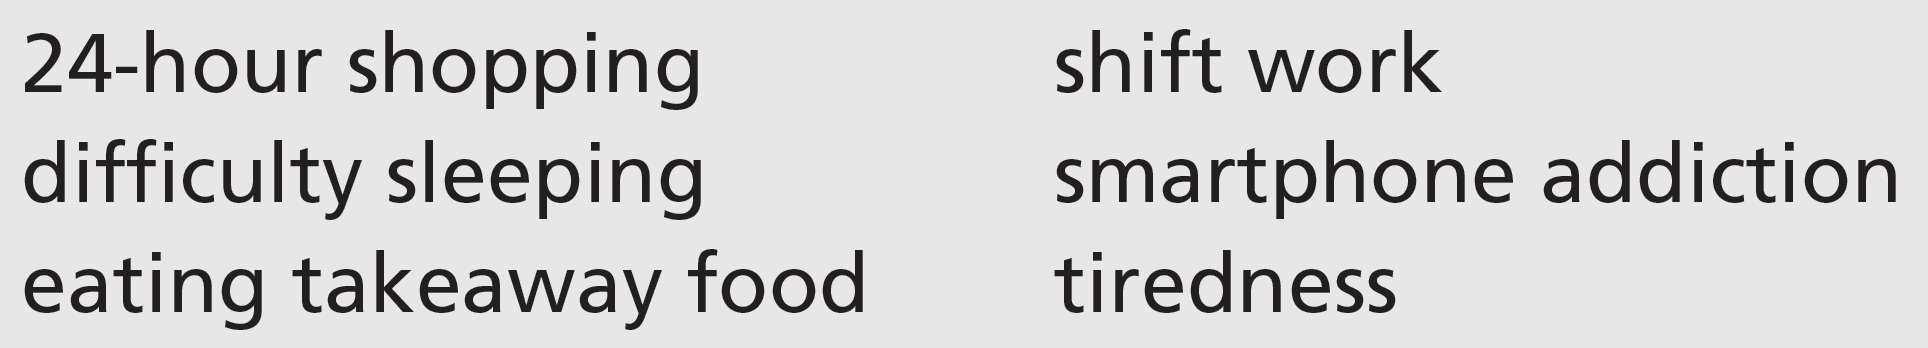 24-hour shopping
difficulty sleeping
eating takeaway food
shift work
smartphone addiction
tiredness